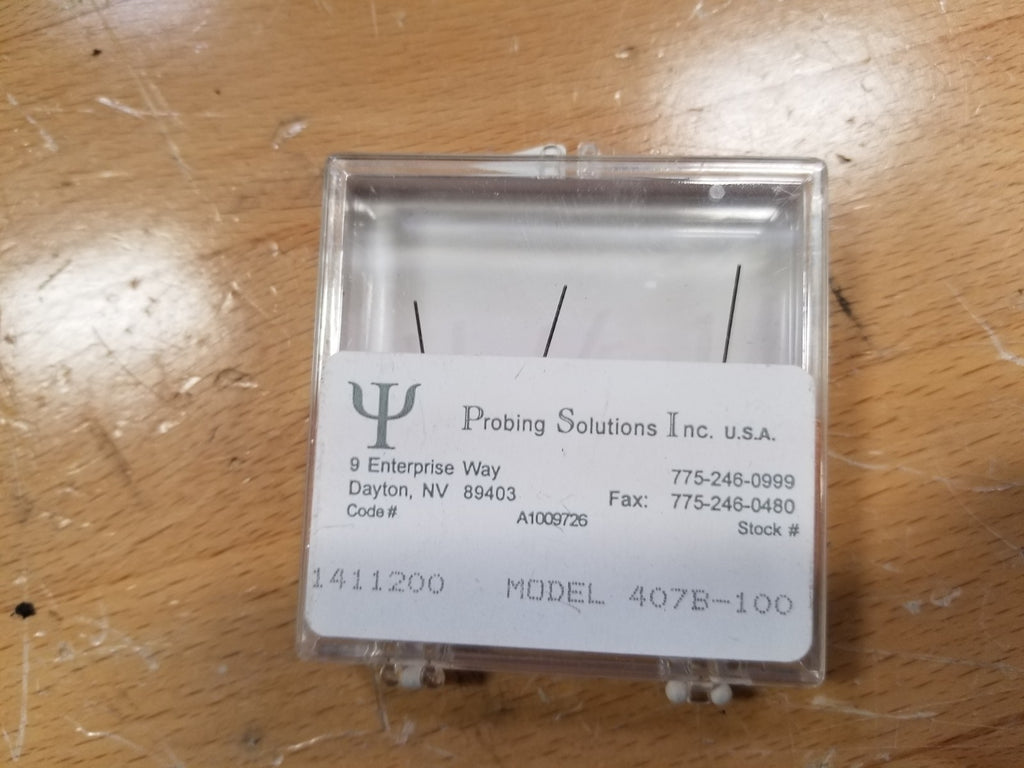 Ψ
Probing Solutions Inc. U.S.A.
9 Enterprise Way
775-246-0999
Dayton, NV 89403
Fax: 775-246-0480
Code #
A1009726
Stock #
1411200 MODEL 407B-100